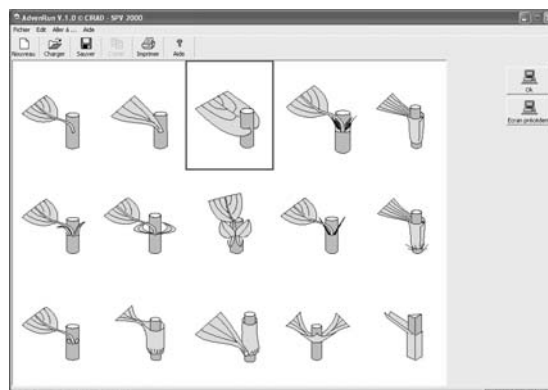 AdvenRun V.1.0 © CIRAD - SPV 2000
Fichier Edit Aller à ... Aide
Nouveau Charger Sauver Imprimer Aide
Ok
Ecran précédent